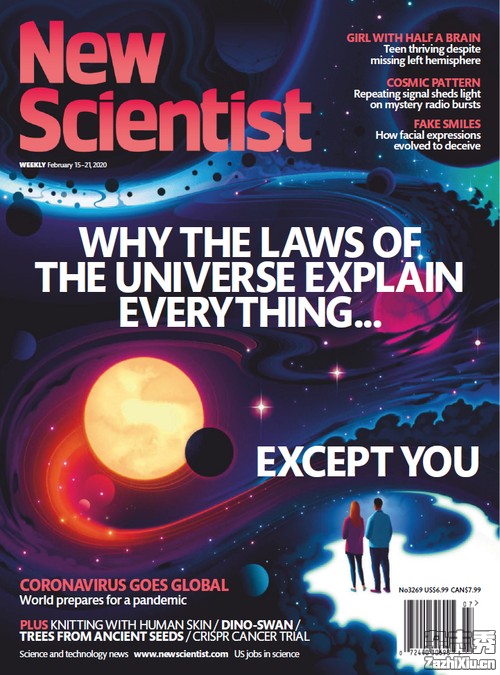 New
Scientist
WEEKLY February 15–21, 2020
GIRL WITH HALF A BRAIN
Teen thriving despite
missing left hemisphere
COSMIC PATTERN
Repeating signal sheds light
on mystery radio bursts
FAKE SMILES
How facial expressions
evolved to deceive
WHY THE LAWS OF
THE UNIVERSE EXPLAIN
EVERYTHING...
EXCEPT YOU
CORONAVIRUS GOES GLOBAL
World prepares for a pandemic
PLUS KNITTING WITH HUMAN SKIN / DINO-SWAN /
TREES FROM ANCIENT SEEDS / CRISPR CANCER TRIAL
Science and technology news www.newscientist.com US jobs in science
No3269 US$6.99 CAN$7.99
07
ZazhiXiu.cn